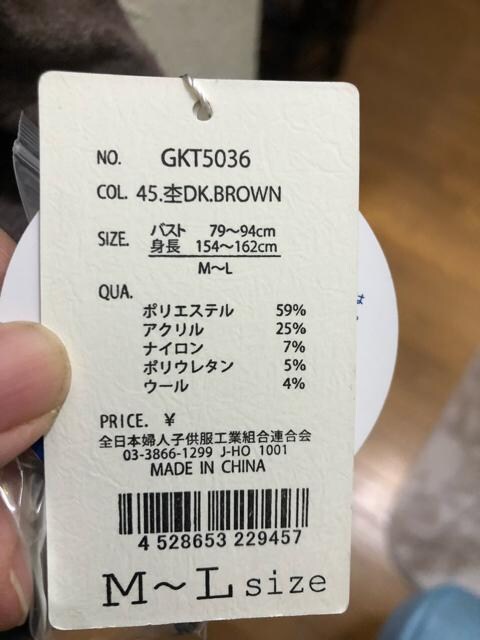 NO. GKT5036
COL. 45.杢DK.BROWN
SIZE. バスト 79〜94cm
身長 154〜162cm
M〜L
QUA.
ポリエステル 59%
アクリル 25%
ナイロン 7%
ポリウレタン 5%
ウール 4%
PRICE. ¥
全日本婦人子供服工業組合連合会
03-3866-1299 J-HO 1001
MADE IN CHINA
4 528653 229457
M〜L size